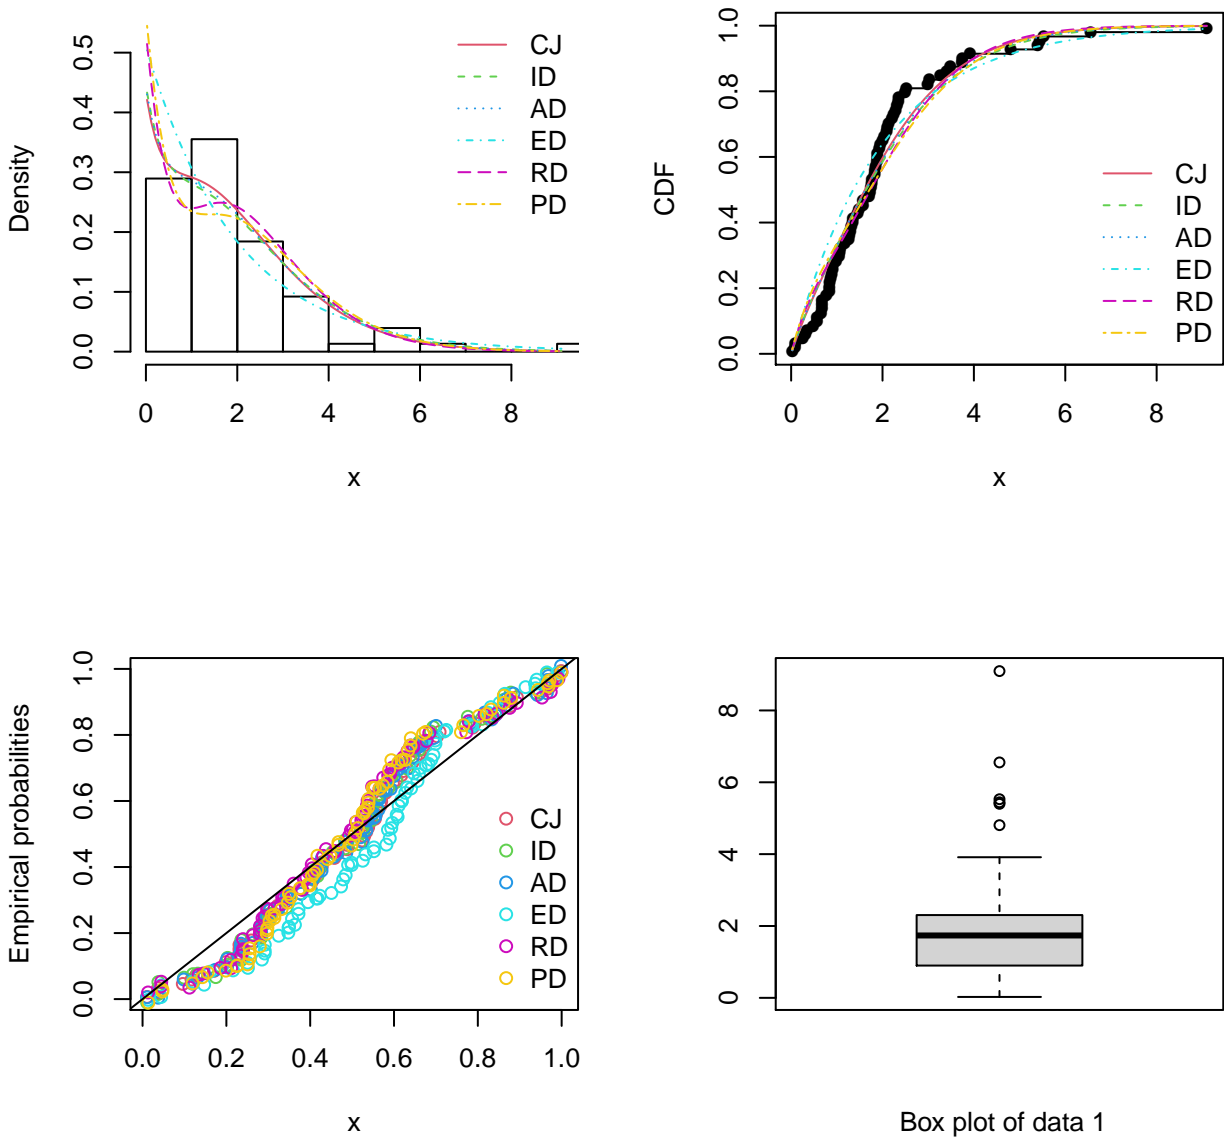 Density
0.0 0.1 0.2 0.3 0.4 0.5
0 2 4 6 8
x
CJ
ID
AD
ED
RD
PD
CDF
0.0 0.2 0.4 0.6 0.8 1.0
0 2 4 6 8
x
CJ
ID
AD
ED
RD
PD
Empirical probabilities
0.0 0.2 0.4 0.6 0.8 1.0
0.0 0.2 0.4 0.6 0.8 1.0
x
CJ
ID
AD
ED
RD
PD
0 2 4 6 8
Box plot of data 1